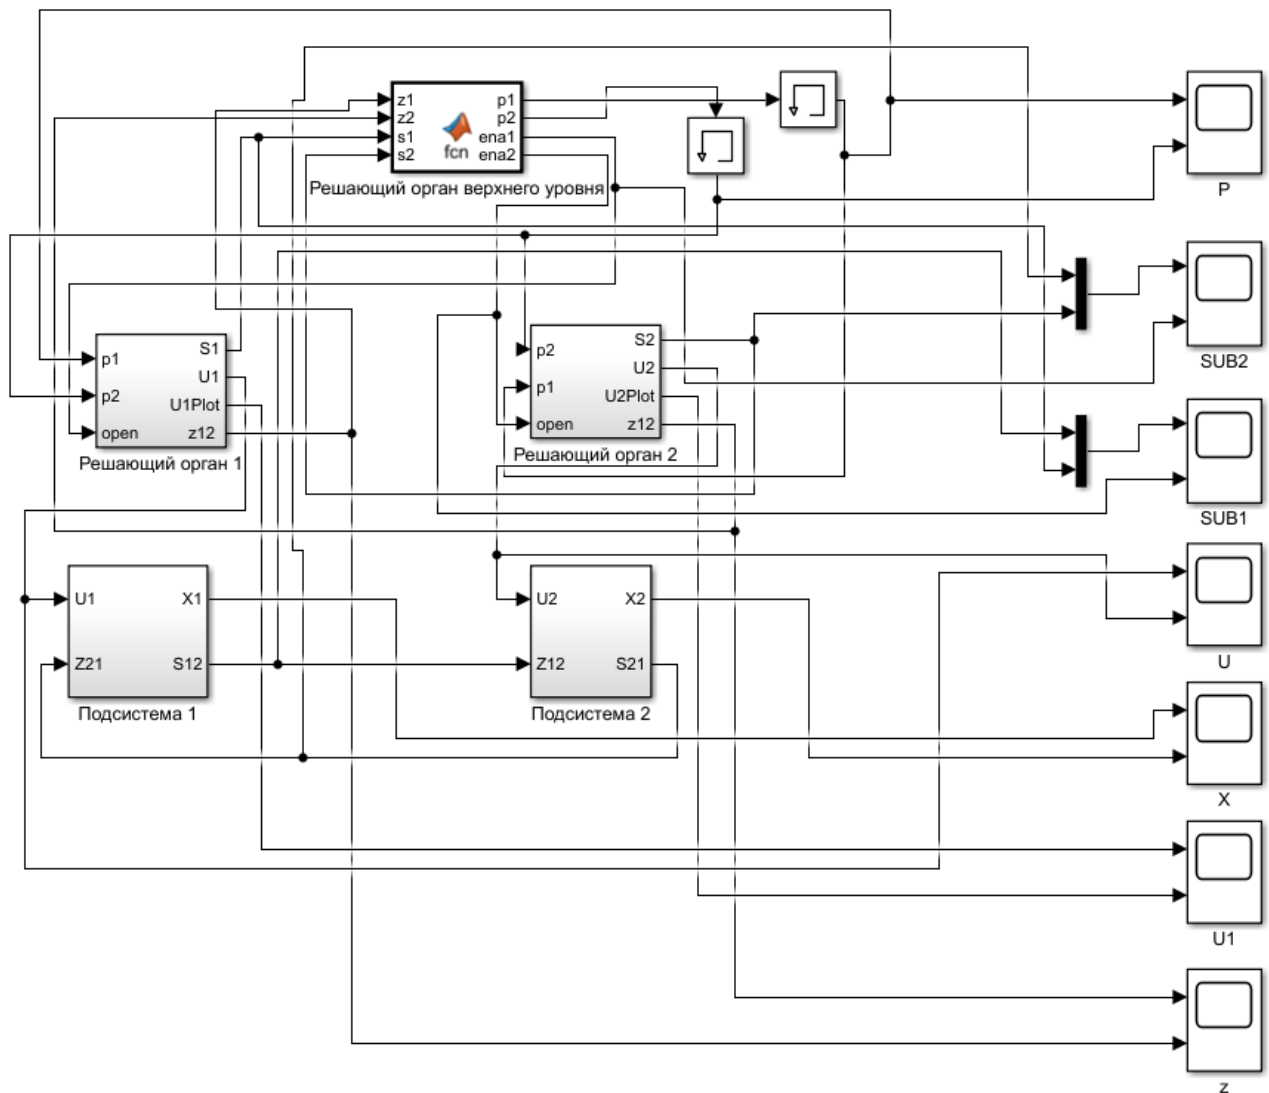 z1
z2
s1
s2
p1
p2
ena1
ena2
fcn
Решающий орган верхнего уровня
P
SUB2
p1
p2
open
S1
U1
U1Plot
z12
Решающий орган 1
p2
p1
open
S2
U2
U2Plot
z12
Решающий орган 2
SUB1
U1
Z21
X1
S12
Подсистема 1
U2
Z12
X2
S21
Подсистема 2
U
X
U1
z